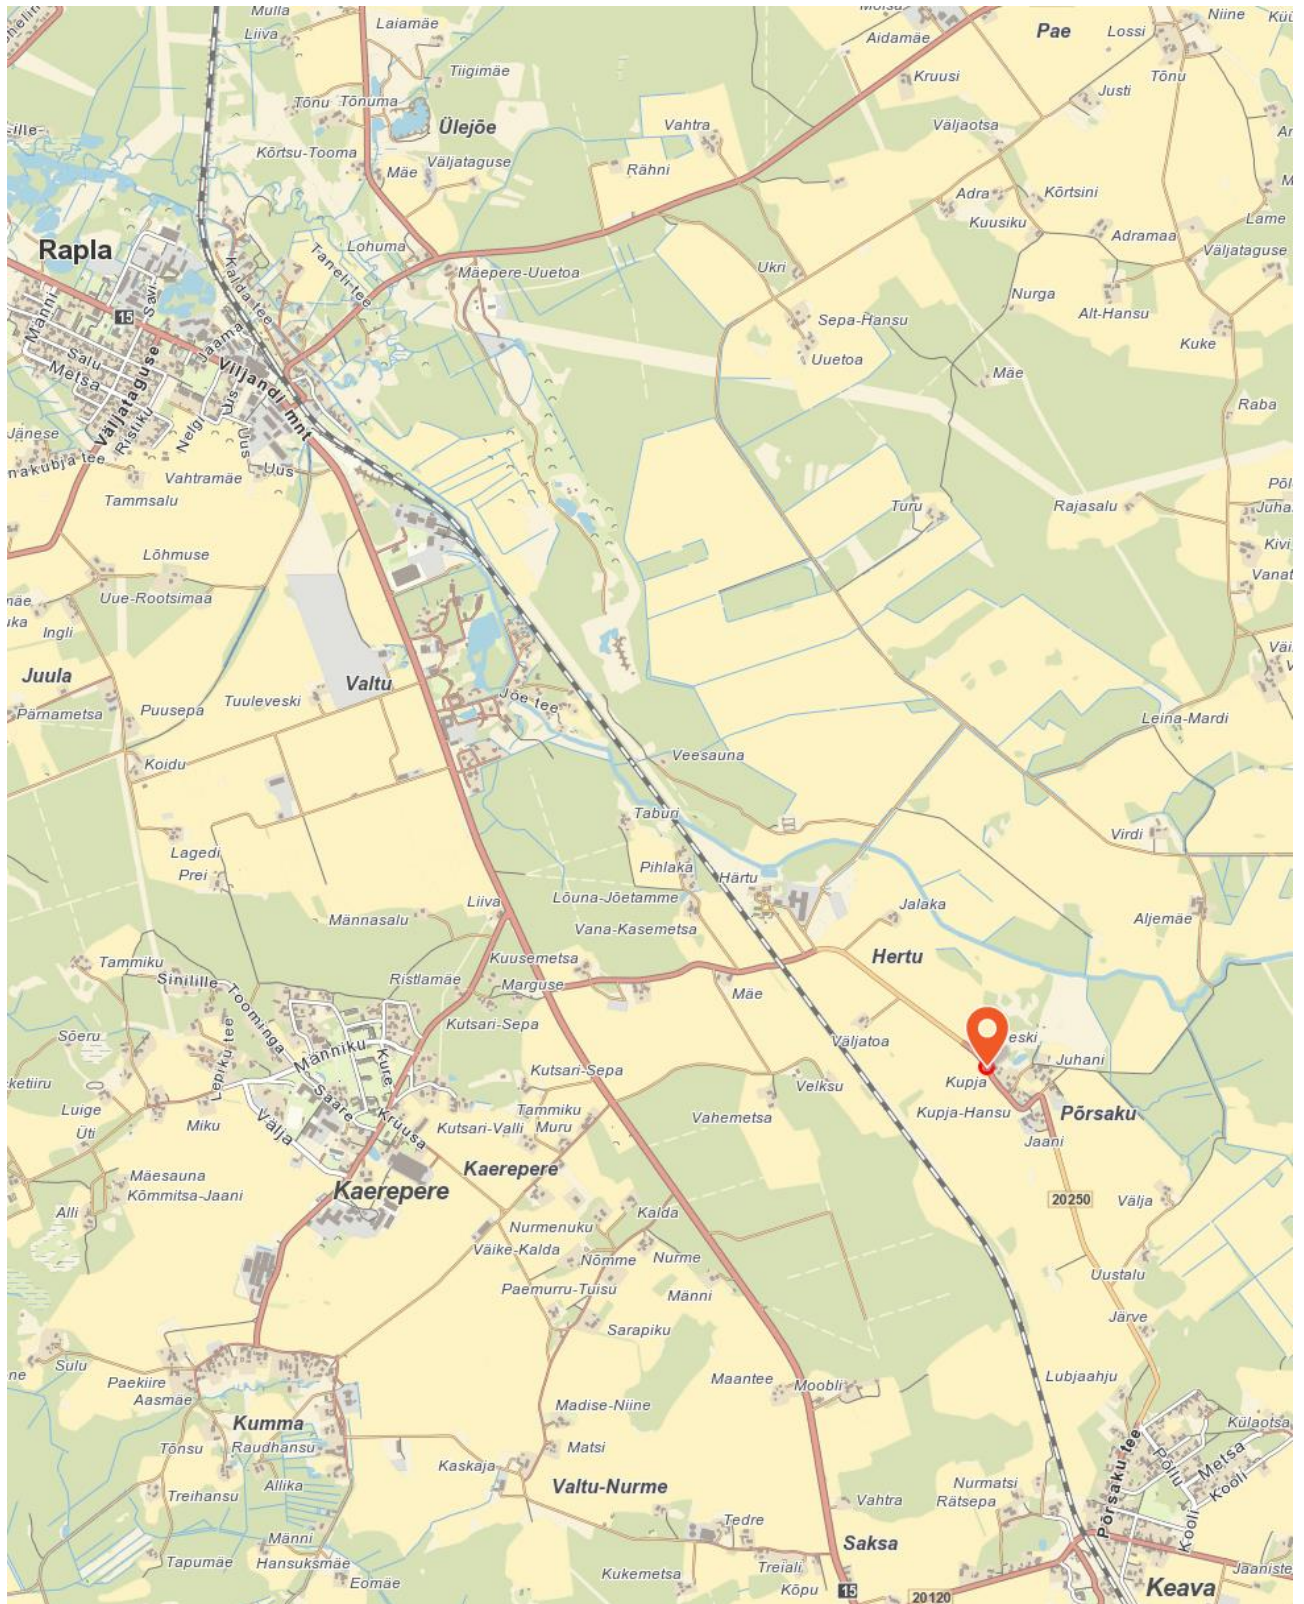 Mulla
Liiva
Laiamäe
Aidamäe
Pae
Lossi
Niine
Tiigimäe
Kruusi
Tõnu
Justi
Tõnu
Tõnuma
Ülejõe
Vahtra
Väljaotsa
Kõrtsu-Tooma
Mäe
Väljataguse
Rähni
Adra
Kõrtsini
Kuusiku
Adramaa
Lame
Väljataguse
Rapla
Lohuma
Mäepere-Uuetoa
Ukri
Kalda tee
Savi
Männi
15
Nurga
Alt-Hansu
Sepa-Hansu
Uuetoa
Kuke
Jaama
Salu
Metsa
Viljandi mnt
Väljataguse
Ristiku
Nelgi
Uus
Uus
Uus
Mäe
Raba
Jänese
nakubja tee
Vahtramäe
Tammsalu
Turu
Rajasalu
Kivi
Lõhmuse
Uue-Rootsimaa
Ingli
Juula
Valtu
Pärnametsa
Puusepa
Tuuleveski
Jõe tee
Leina-Mardi
Koidu
Veesauna
Taburi
Virdi
Lagedi
Prei
Pihlaka
Härtu
Liiva
Lõuna-Jõetamme
Jalaka
Aljemäe
Männasalu
Vana-Kasemetsa
Tammiku
Kuusemetsa
Hertu
Sinilille
Toominga
Ristlamäe
Marguse
Mäe
Kutsari-Sepa
Väljatoa
eski
Sõeru
Lepiku tee
Männiku
Kure
Juhani
ketiiru
Kutsari-Sepa
Velksu
Kupja
Luige
Saare
Tammiku
Vahemetsa
Kupja-Hansu
Põrsaku
Üti
Miku
Välja
Kruusa
Kutsari-Valli
Muru
Jaani
Mäesauna
Kaerepere
Kõmmitsa-Jaani
Kaerepere
20250
Välja
Alli
Kalda
Nurmenuku
Väike-Kalda
Nõmme
Nurme
Uustalu
Paemurru-Tuisu
Männi
Sarapiku
Järve
Sulu
Paekiire
Aasmäe
Maantee
Moobli
Lubjaahju
Kumma
Madise-Niine
Külaotsa
Tõnsu
Raudhansu
Matsi
Põrsaku tee
Põllu
Metsa
Kooli
Kaskaja
Allika
Treihansu
Valtu-Nurme
Nurmatsi
Rätsepa
Vahtra
Kooli
Männi
Tedre
Saksa
Tapumäe
Hansuksmäe
Eomäe
Kukemetsa
Treiali
Kõpu
15
20120
Keava
Jaaniste